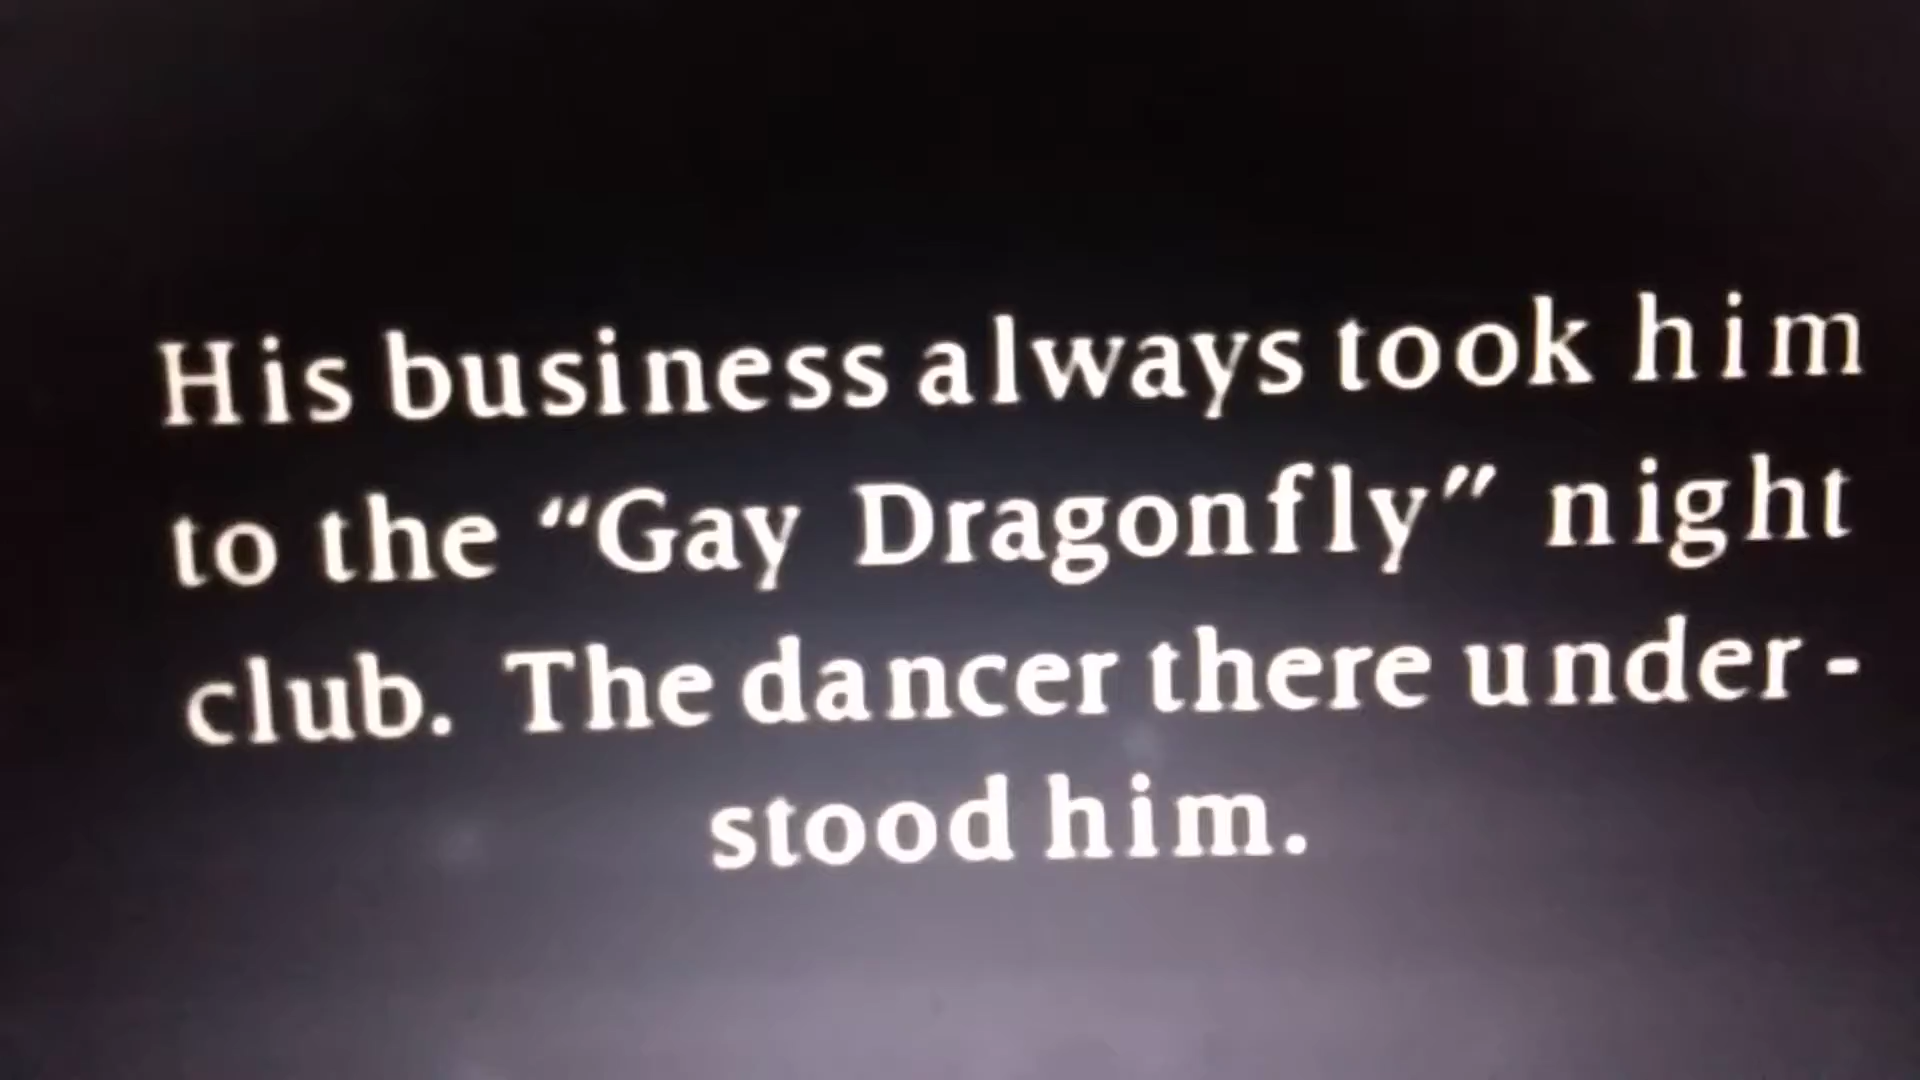 His business always took him
to the “Gay Dragonfly” night
club. The dancer there under-
stood him.